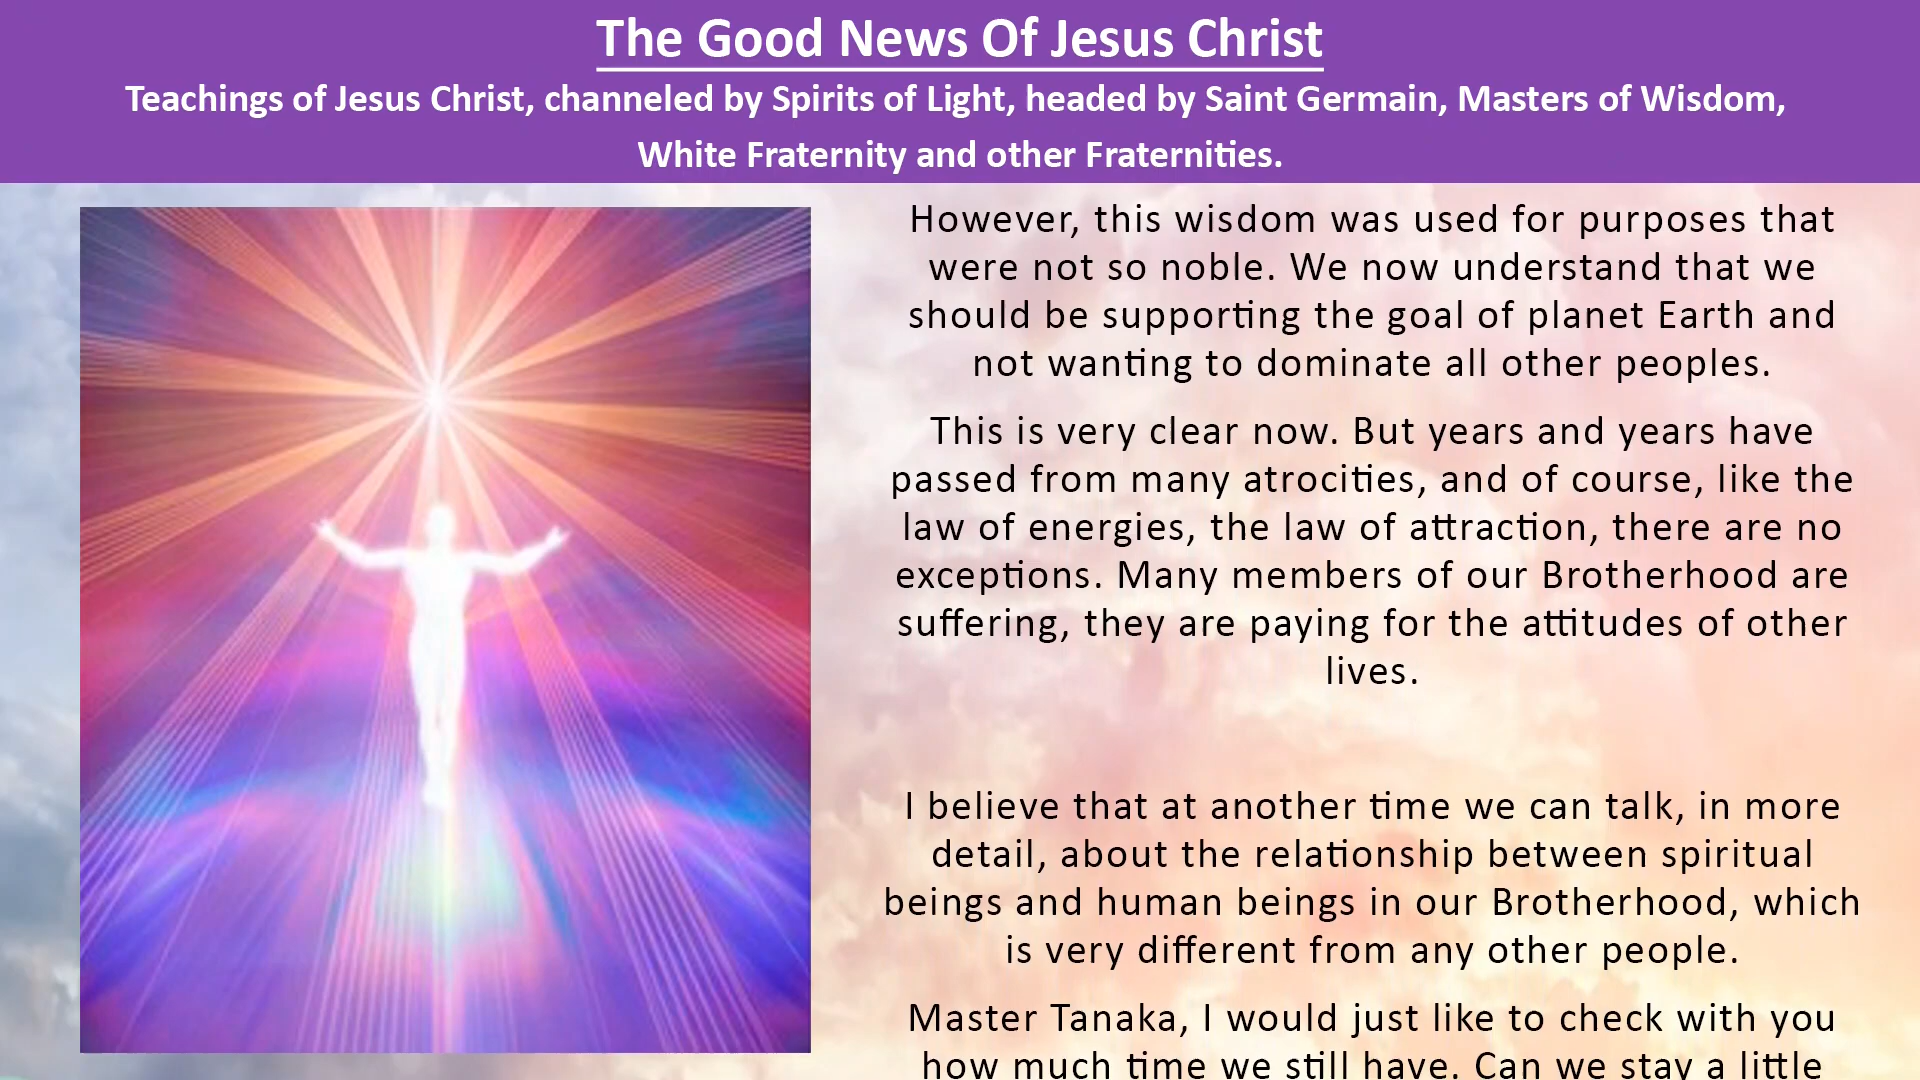 The Good News Of Jesus Christ
Teachings of Jesus Christ, channeled by Spirits of Light, headed by Saint Germain, Masters of Wisdom,
White Fraternity and other Fraternities.
However, this wisdom was used for purposes that
were not so noble. We now understand that we
should be supporting the goal of planet Earth and
not wanting to dominate all other peoples.
This is very clear now. But years and years have
passed from many atrocities, and of course, like the
law of energies, the law of attraction, there are no
exceptions. Many members of our Brotherhood are
suffering, they are paying for the attitudes of other
lives.
I believe that at another time we can talk, in more
detail, about the relationship between spiritual
beings and human beings in our Brotherhood, which
is very different from any other people.
Master Tanaka, I would just like to check with you
how much time we still have. Can we stay a little